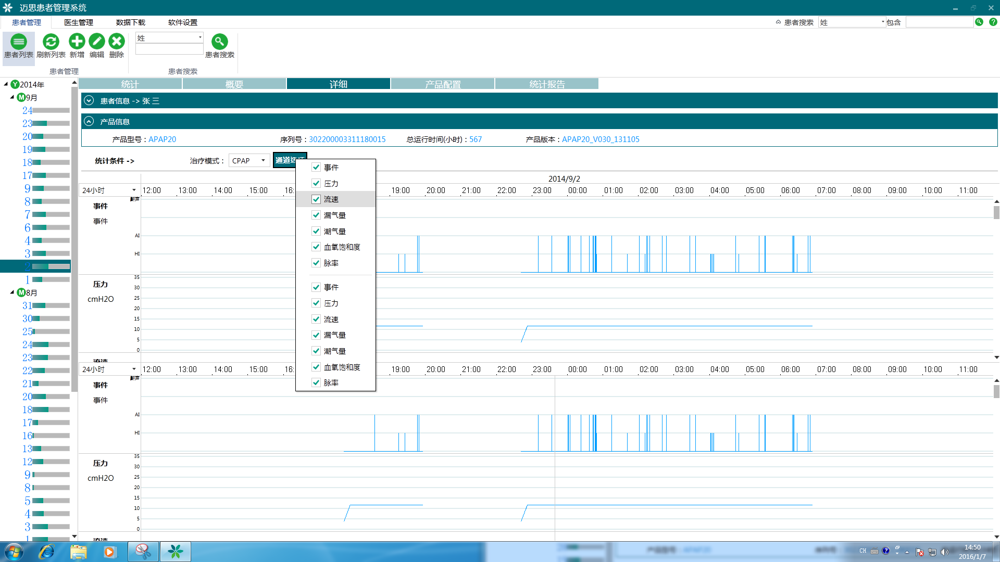 迈思患者管理系统
患者管理 医生管理 数据下载 软件设置
患者搜索 姓 包含
患者列表 刷新列表 新增 编辑 删除 姓 患者搜索
患者管理 患者搜索
统计 概要 详细 产品配置 统计报告
患者信息 -> 张 三
产品信息
产品型号：APAP20 序列号：302200003311180015 总运行时间(小时)：567 产品版本：APAP20_V030_131105
统计条件 -> 治疗模式： CPAP
2014/9/2
24小时 12:00 13:00 14:00 15:00 16: 19:00 20:00 21:00 22:00 23:00 00:00 01:00 02:00 03:00 04:00 05:00 06:00 07:00 08:00 09:00 10:00 11:00
事件
事件
AI
HI
压力
cmH2O
35
30
25
20
15
10
5
0
事件
压力
流速
漏气量
潮气量
血氧饱和度
脉率
事件
压力
流速
漏气量
潮气量
血氧饱和度
脉率
24小时 12:00 13:00 14:00 15:00 16: 19:00 20:00 21:00 22:00 23:00 00:00 01:00 02:00 03:00 04:00 05:00 06:00 07:00 08:00 09:00 10:00 11:00
事件
事件
AI
HI
压力
cmH2O
35
30
25
20
15
10
5
0
Y 2014年
M 9月
24
23
20
19
18
17
9
8
7
6
4
3
2
1
M 8月
31
30
25
24
23
22
21
20
18
17
16
13
12
9
8
5
4
3
1
CH
14:50
2016/1/7